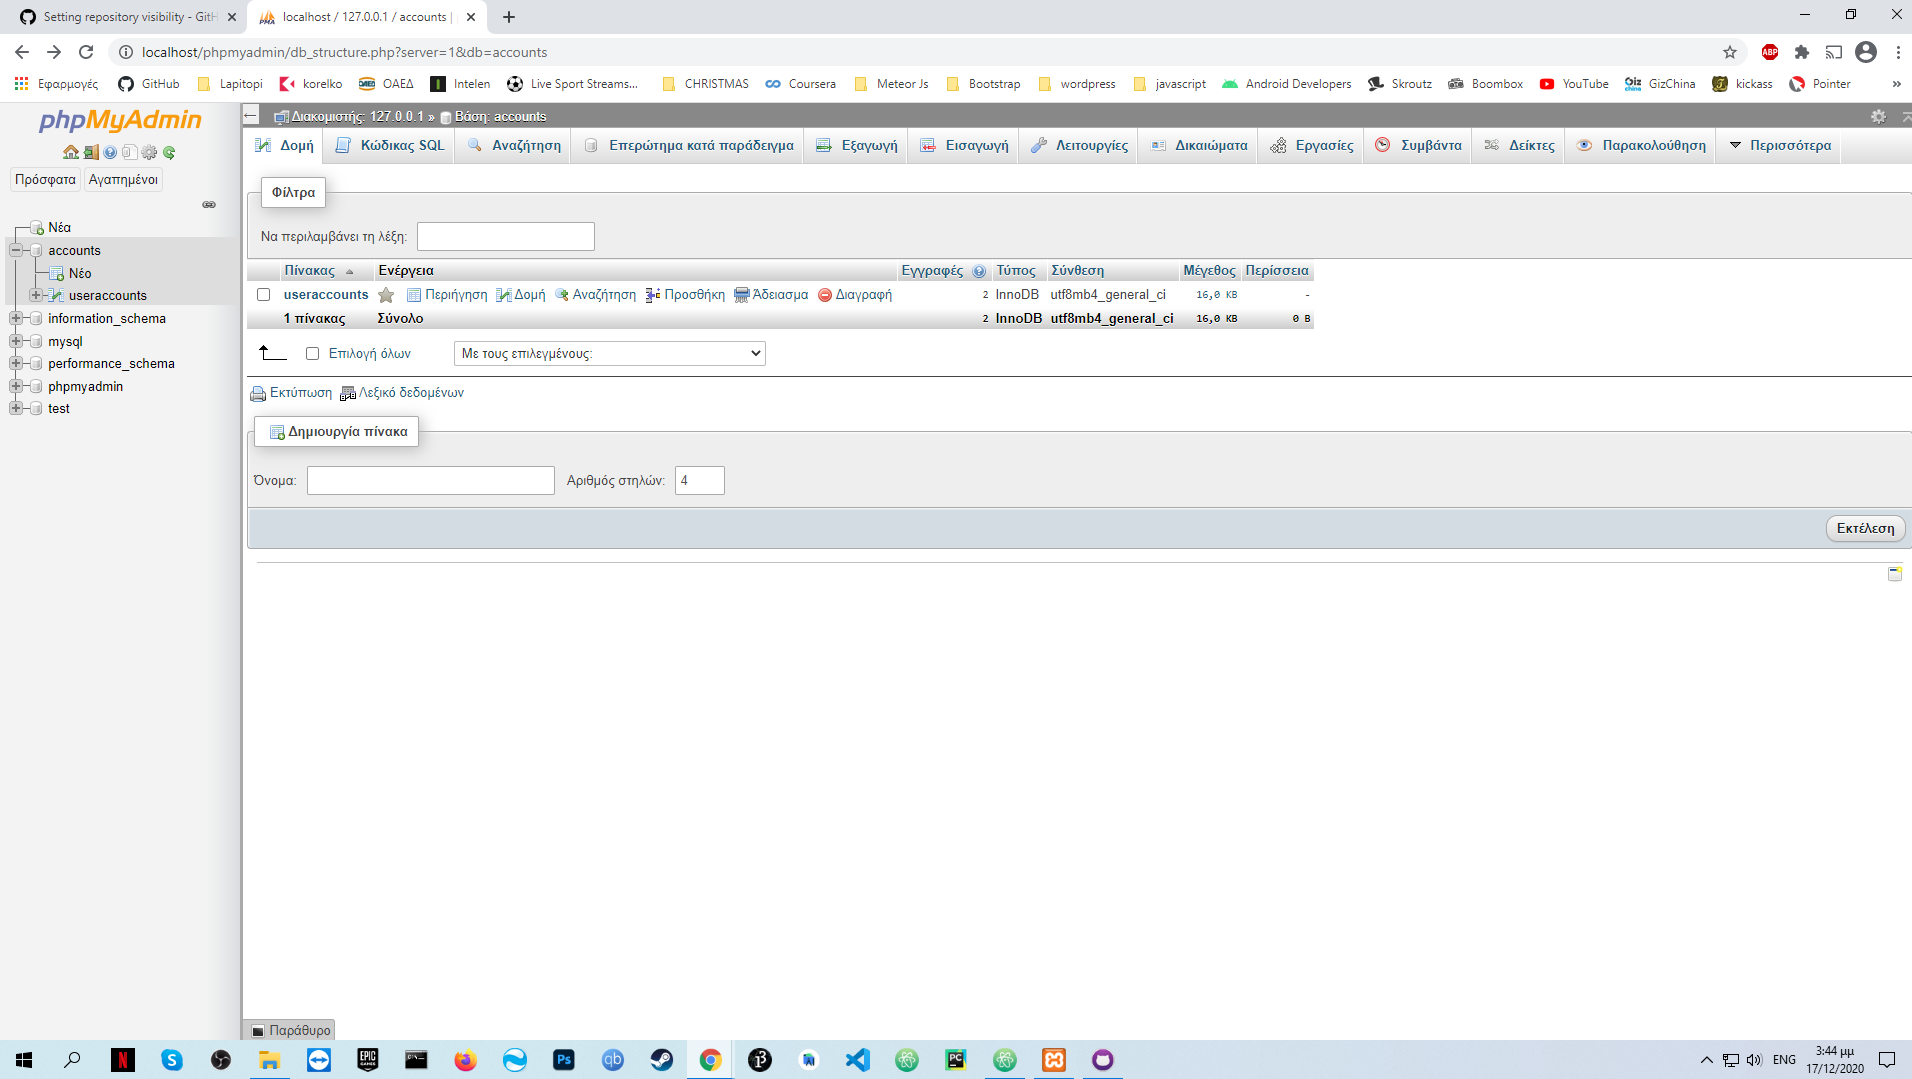 Setting repository visibility - GitH
localhost / 127.0.0.1 / accounts |
localhost/phpmyadmin/db_structure.php?server=1&db=accounts
ABP
Εφαρμογές GitHub Lapitopi korelko ΟΑΕΔ Intelen Live Sport Streams... CHRISTMAS Coursera Meteor Js Bootstrap wordpress javascript Android Developers Skroutz Boombox YouTube GizChina kickass Pointer »
phpMyAdmin
Πρόσφατα Αγαπημένοι
Νέα
accounts
Νέο
useraccounts
information_schema
mysql
performance_schema
phpmyadmin
test
Διακομιστής: 127.0.0.1 » Βάση: accounts
Δομή Κώδικας SQL Αναζήτηση Επερώτημα κατά παράδειγμα Εξαγωγή Εισαγωγή Λειτουργίες Δικαιώματα Εργασίες Συμβάντα Δείκτες Παρακολούθηση Περισσότερα
Φίλτρα
Να περιλαμβάνει τη λέξη:
Πίνακας Ενέργεια Εγγραφές Τύπος Σύνθεση Μέγεθος Περίσσεια
useraccounts Περιήγηση Δομή Αναζήτηση Προσθήκη Άδειασμα Διαγραφή 2 InnoDB utf8mb4_general_ci 16,0 KB -
1 πίνακας Σύνολο 2 InnoDB utf8mb4_general_ci 16,0 KB 0 B
Επιλογή όλων Με τους επιλεγμένους:
Εκτύπωση Λεξικό δεδομένων
Δημιουργία πίνακα
Όνομα: Αριθμός στηλών: 4
Εκτέλεση
Παράθυρο
ENG
3:44 μμ
17/12/2020